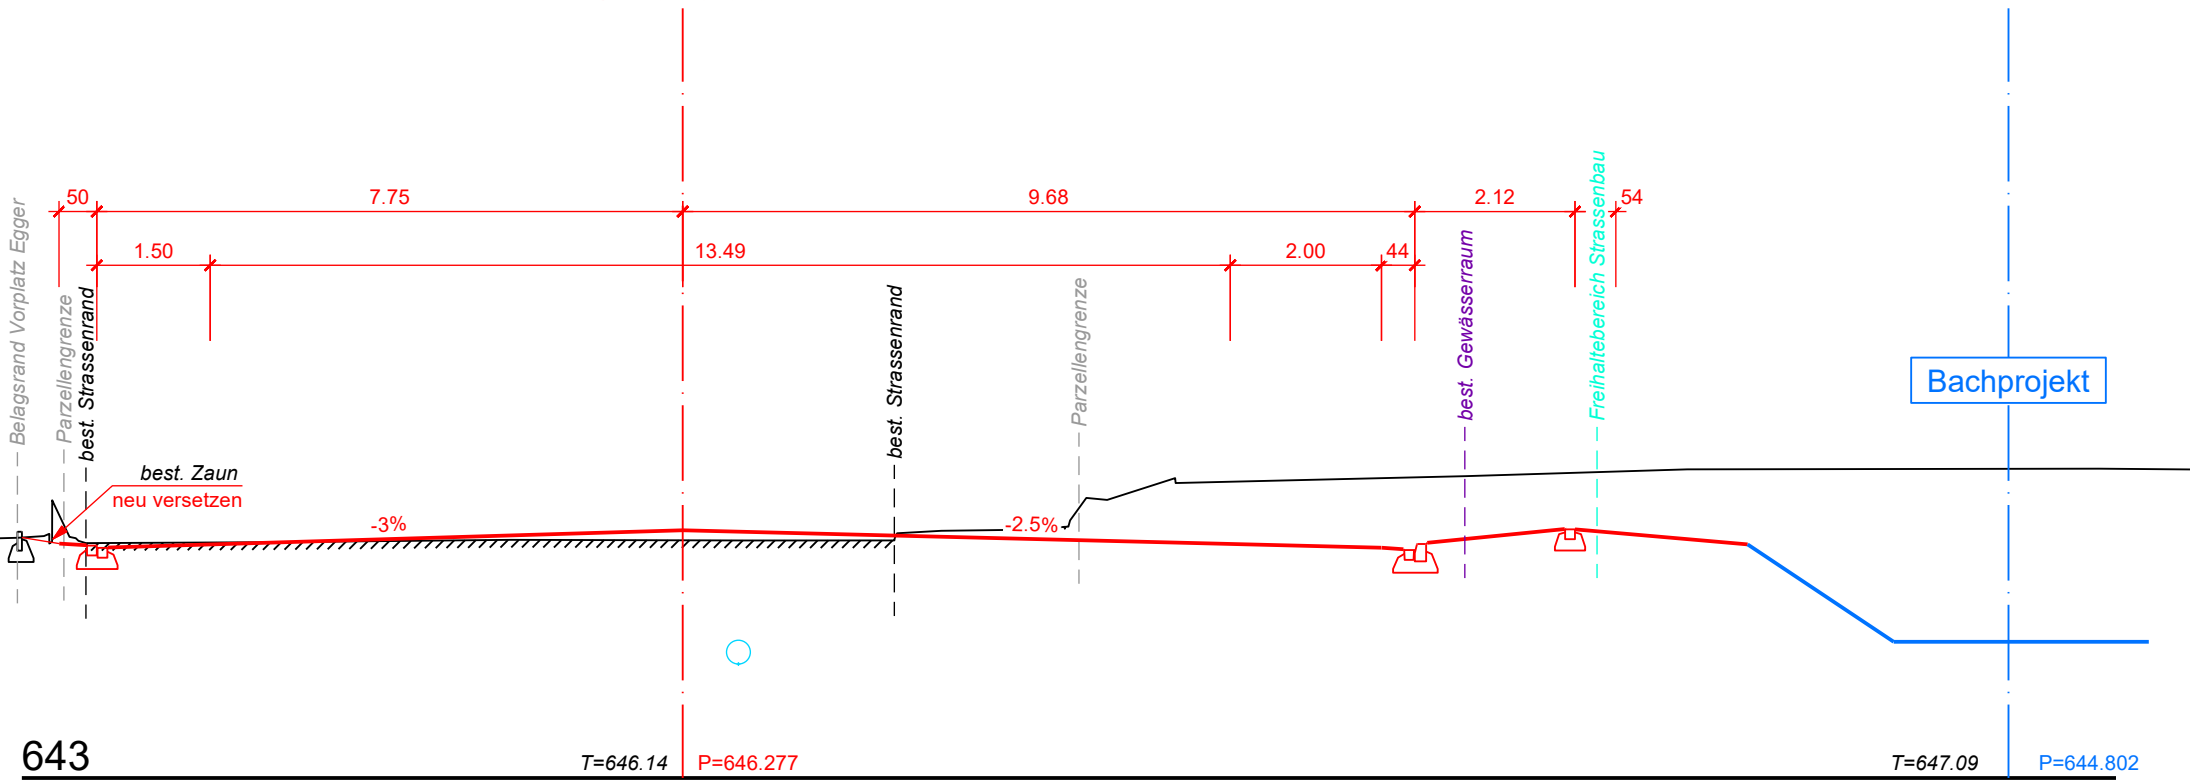 50
7.75
9.68
2.12
54
1.50
13.49
2.00
44
Belagsrand Vorplatz Egger
Parzellengrenze
best. Strassenrand
best. Strassenrand
Parzellengrenze
best. Gewässerraum
Freihaltebereich Strassenbau
Bachprojekt
best. Zaun
neu versetzen
-3%
-2.5%
643
T=646.14
P=646.277
T=647.09
P=644.802